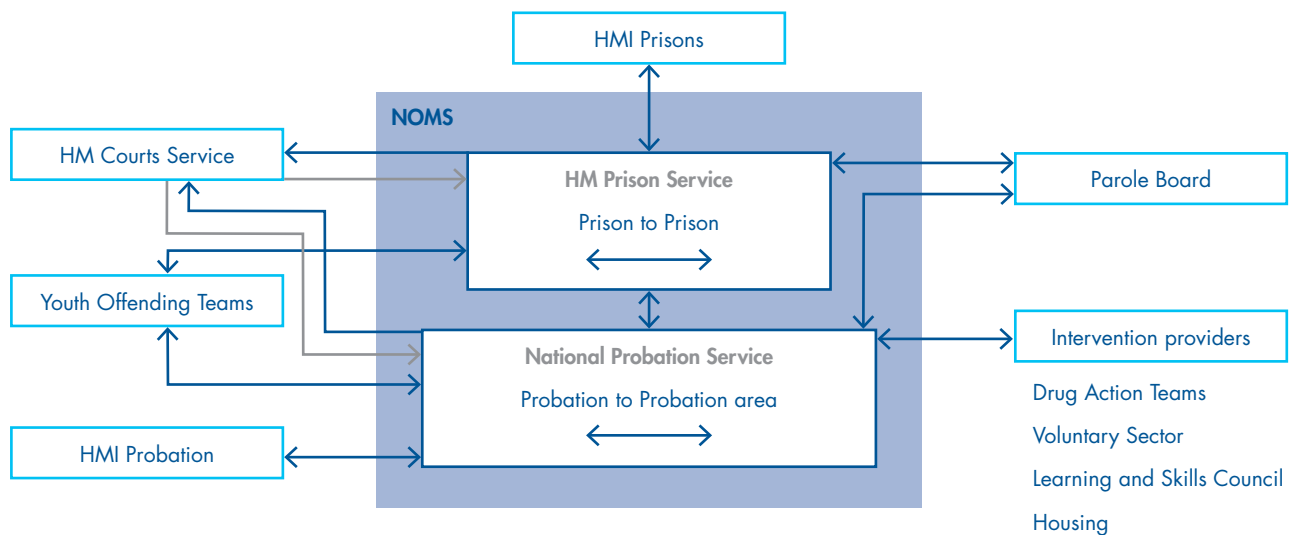 HMI Prisons
NOMS
HM Courts Service
HM Prison Service
Prison to Prison
Parole Board
Youth Offending Teams
National Probation Service
Probation to Probation area
Intervention providers
Drug Action Teams
Voluntary Sector
Learning and Skills Council
Housing
HMI Probation